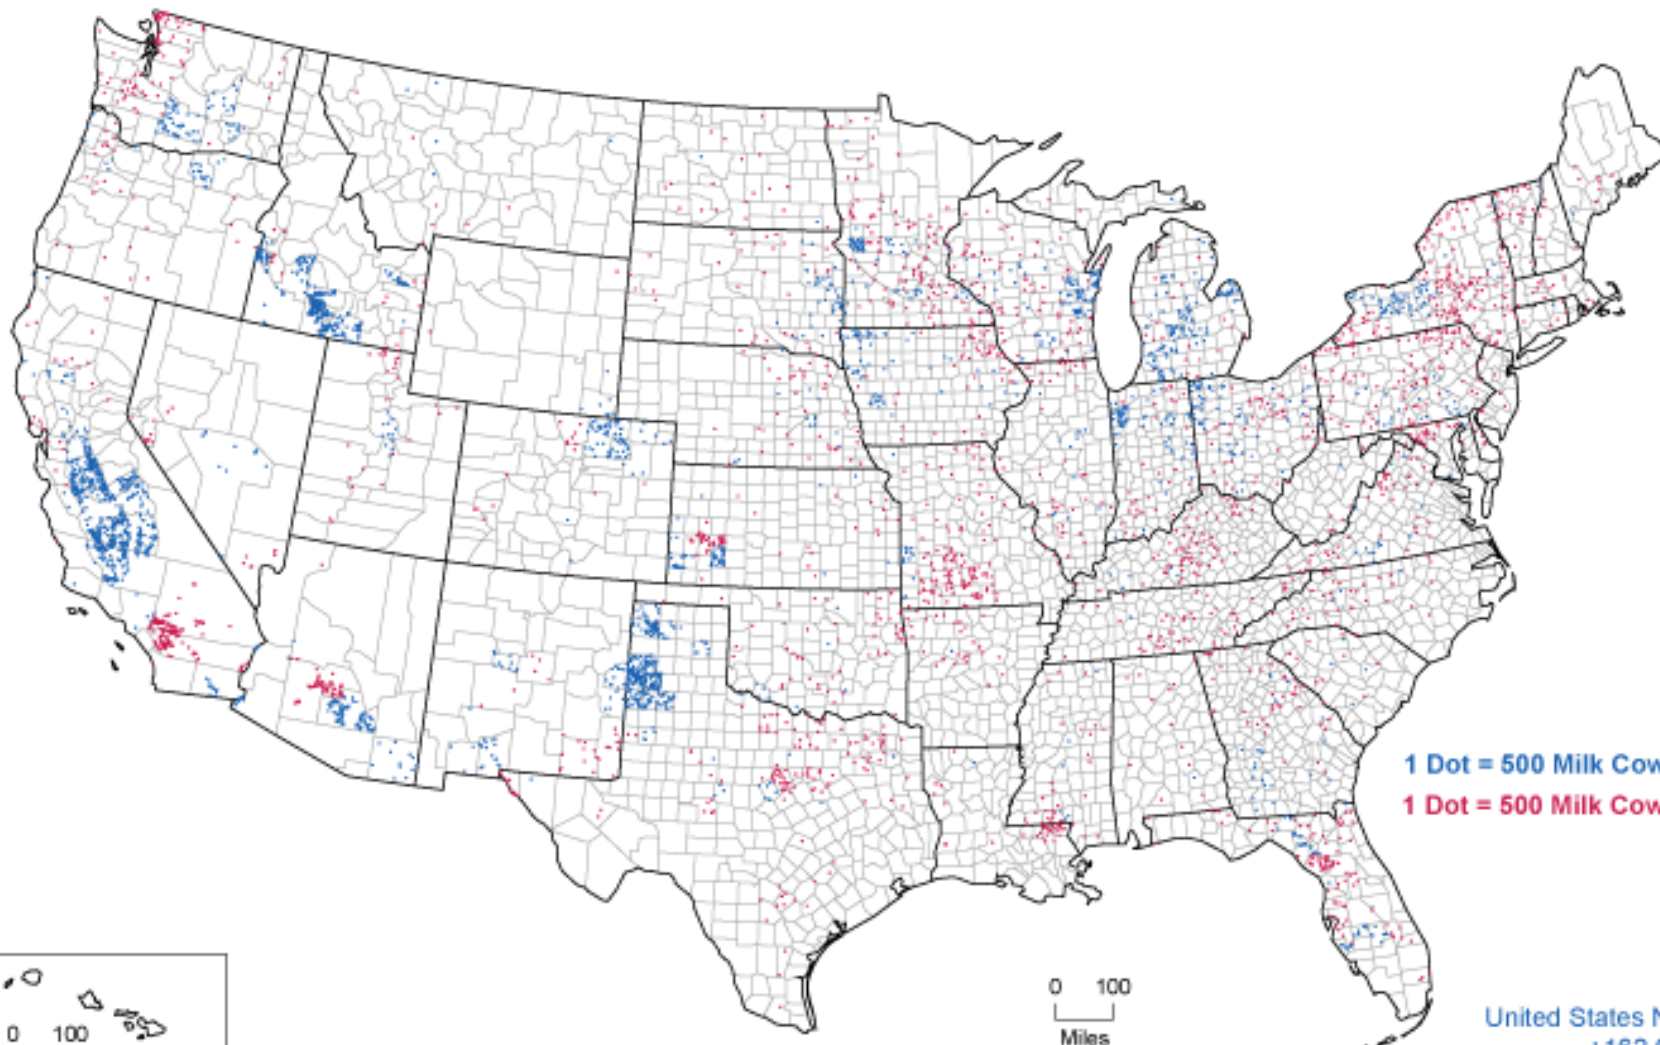 1 Dot = 500 Milk Cow
1 Dot = 500 Milk Cow
0 100
Miles
0 100
United States N